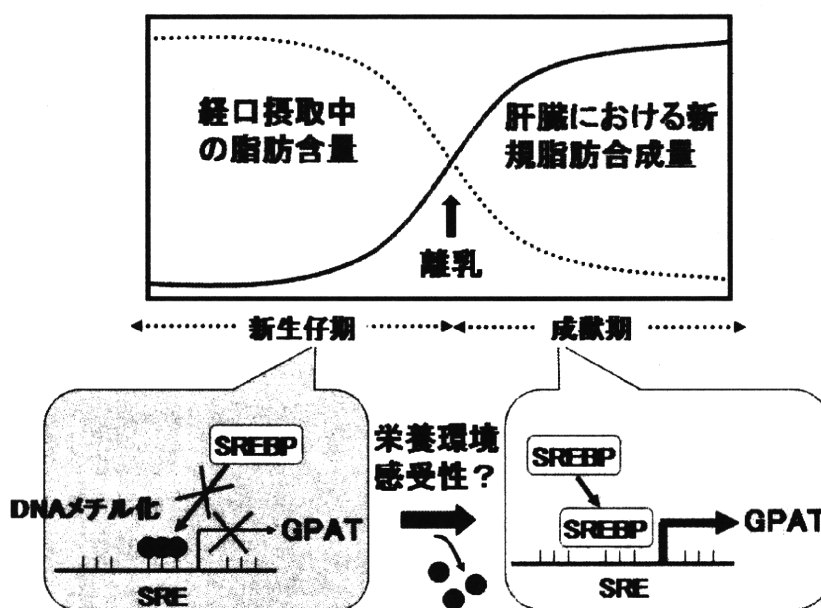 経口摂取中
の脂肪含量
肝臓における新
規脂肪合成量
離乳
新生仔期
成獣期
SREBP
DNAメチル化
GPAT
SRE
栄養環境
感受性？
SREBP
SREBP
GPAT
SRE